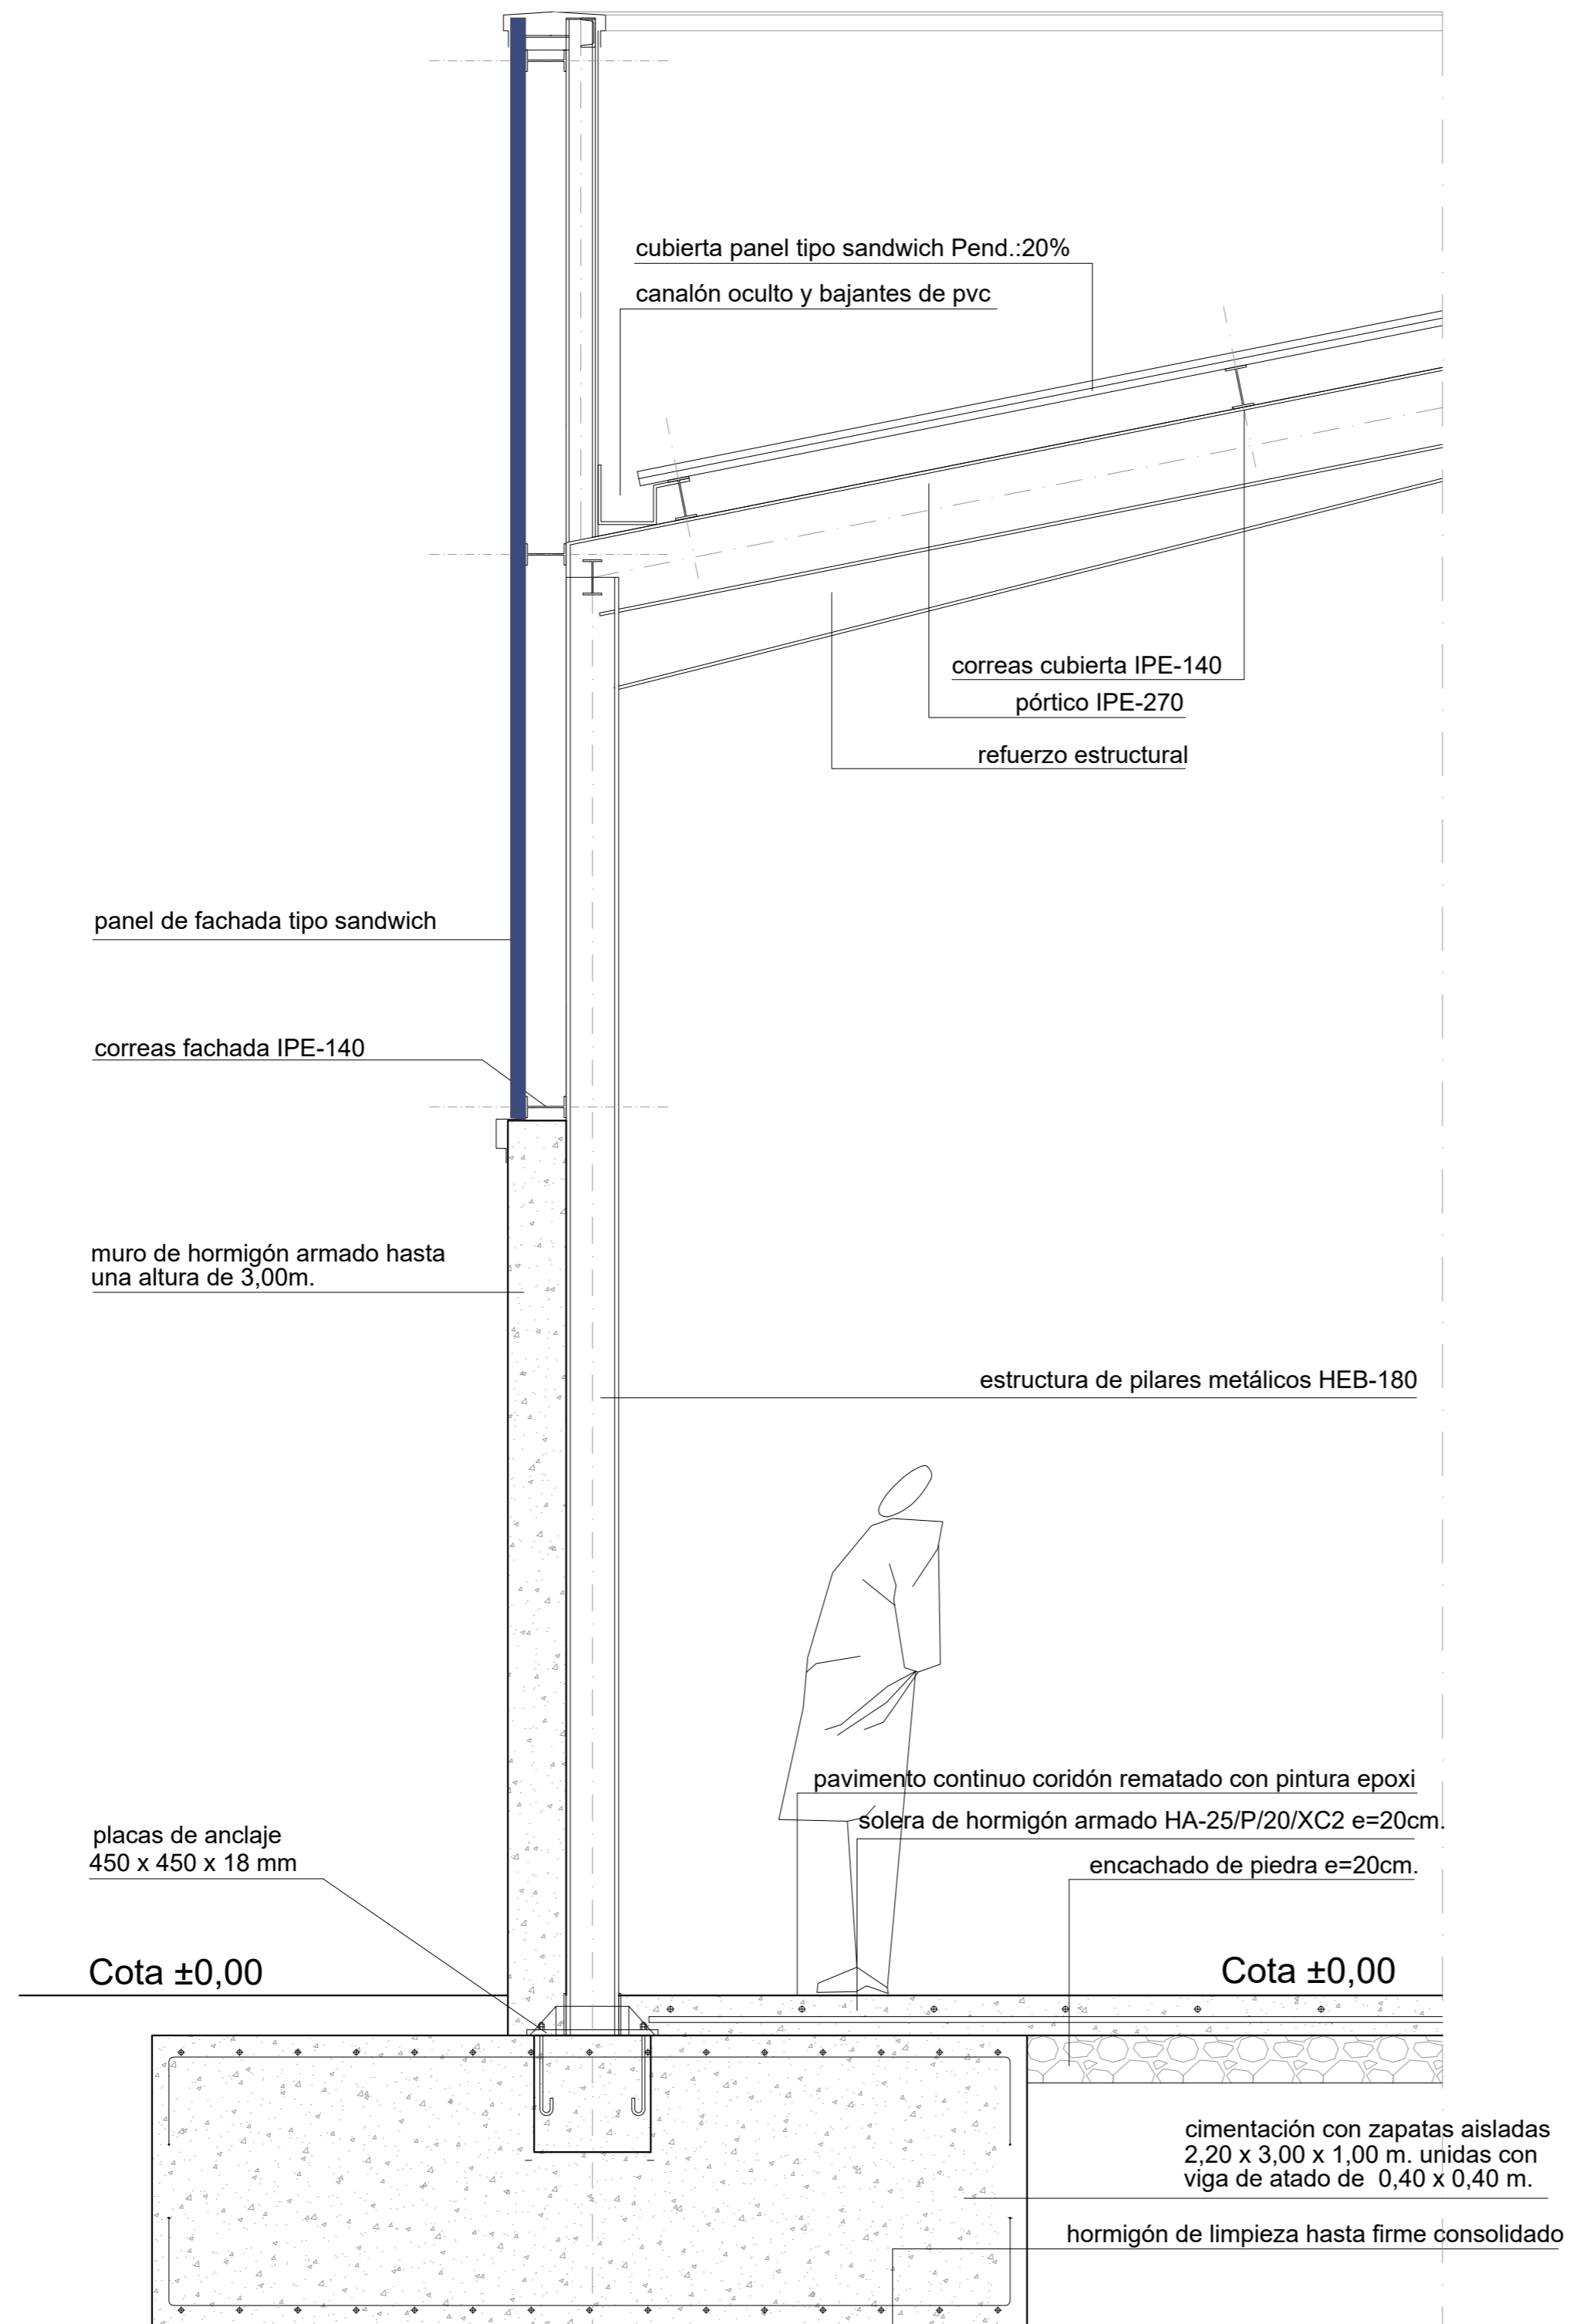 cubierta panel tipo sandwich Pend.:20%
canalón oculto y bajantes de pvc
correas cubierta IPE-140
pórtico IPE-270
refuerzo estructural
panel de fachada tipo sandwich
correas fachada IPE-140
muro de hormigón armado hasta
una altura de 3,00m.
estructura de pilares metálicos HEB-180
pavimento continuo coridón rematado con pintura epoxi
solera de hormigón armado HA-25/P/20/XC2 e=20cm.
placas de anclaje
450 x 450 x 18 mm
encachado de piedra e=20cm.
Cota ±0,00
Cota ±0,00
cimentación con zapatas aisladas
2,20 x 3,00 x 1,00 m. unidas con
viga de atado de 0,40 x 0,40 m.
hormigón de limpieza hasta firme consolidado